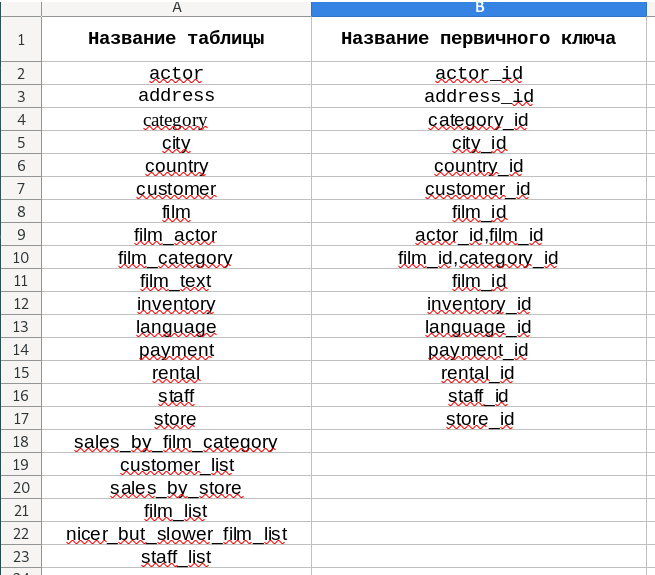 A B
1 Название таблицы Название первичного ключа
2 actor actor_id
3 address address_id
4 category category_id
5 city city_id
6 country country_id
7 customer customer_id
8 film film_id
9 film_actor actor_id,film_id
10 film_category film_id,category_id
11 film_text film_id
12 inventory inventory_id
13 language language_id
14 payment payment_id
15 rental rental_id
16 staff staff_id
17 store store_id
18 sales_by_film_category
19 customer_list
20 sales_by_store
21 film_list
22 nicer_but_slower_film_list
23 staff_list